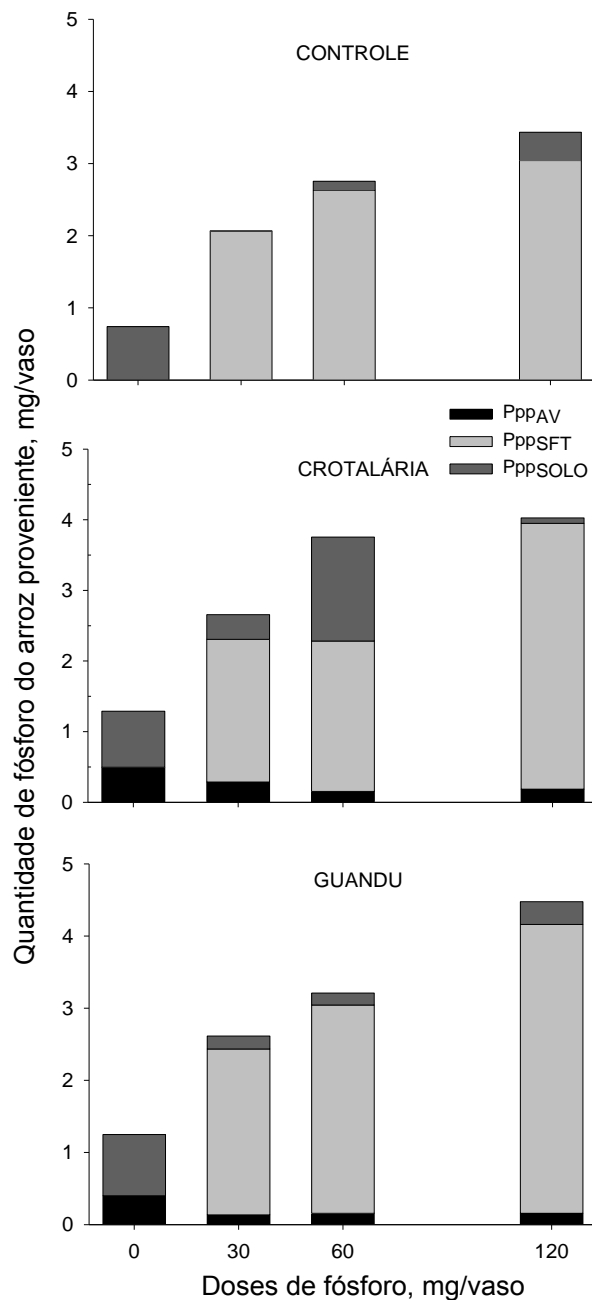 Quantidade de fósforo do arroz proveniente, mg/vaso
5
CONTROLE
4
3
2
1
0
PppAV
PppSFT
PppSOLO
5
CROTALÁRIA
4
3
2
1
0
5
GUANDU
4
3
2
1
0
0 30 60 120
Doses de fósforo, mg/vaso